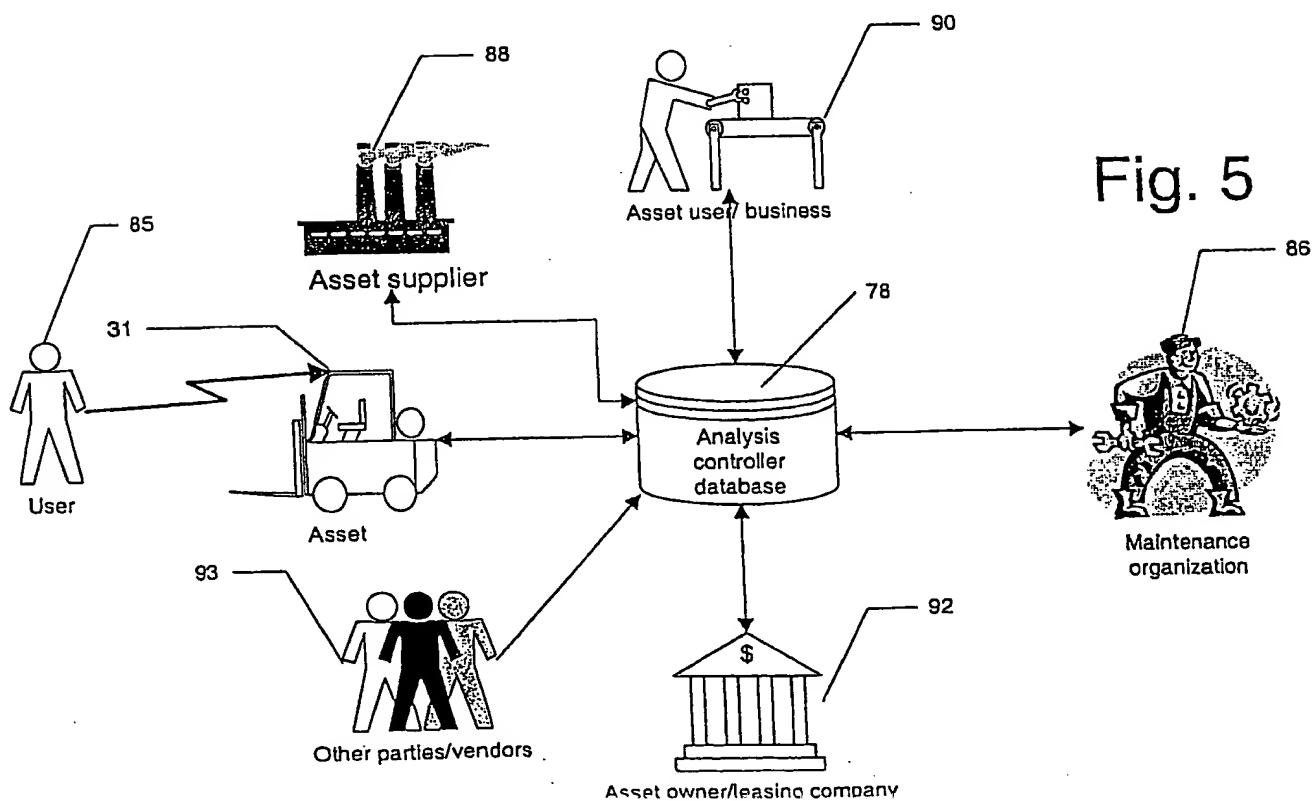 90
88
Fig. 5
Asset user/ business
85
86
Asset supplier
78
31
Analysis
controller
database
User
Asset
Maintenance
organization
93
92
$
Other parties/vendors
Asset owner/leasing company